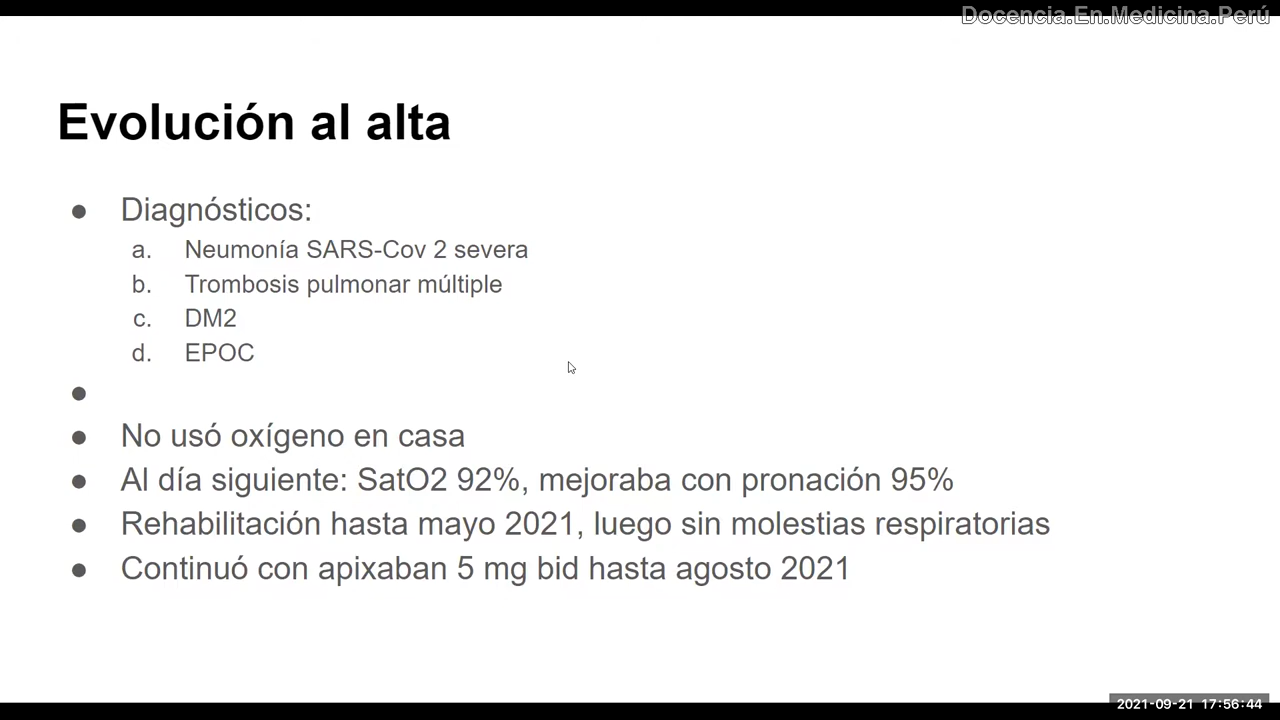 Docencia.En.Medicina.Perú
Evolución al alta
● Diagnósticos:
a. Neumonía SARS-Cov 2 severa
b. Trombosis pulmonar múltiple
c. DM2
d. EPOC
●
● No usó oxígeno en casa
● Al día siguiente: SatO2 92%, mejoraba con pronación 95%
● Rehabilitación hasta mayo 2021, luego sin molestias respiratorias
● Continuó con apixaban 5 mg bid hasta agosto 2021
2021-09-21 17:56:44